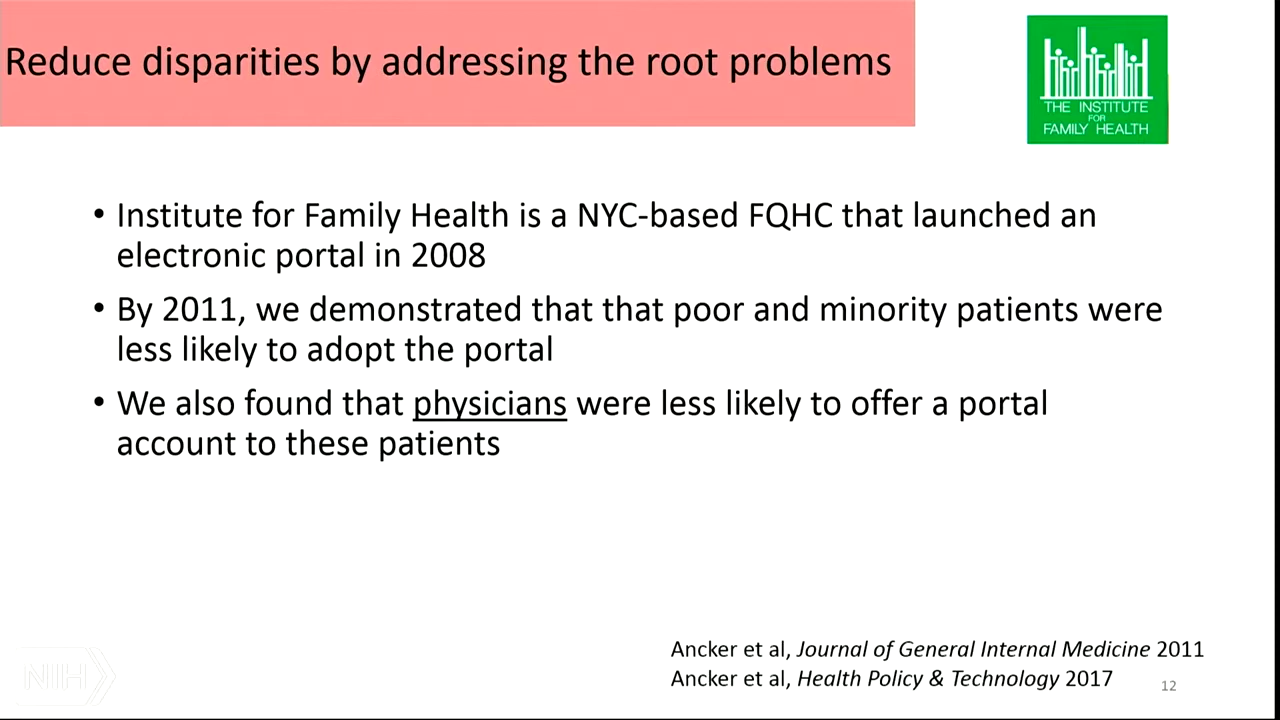 Reduce disparities by addressing the root problems
THE INSTITUTE
FOR
FAMILY HEALTH
• Institute for Family Health is a NYC-based FQHC that launched an
electronic portal in 2008
• By 2011, we demonstrated that that poor and minority patients were
less likely to adopt the portal
• We also found that physicians were less likely to offer a portal
account to these patients
Ancker et al, Journal of General Internal Medicine 2011
Ancker et al, Health Policy & Technology 2017
12
NIH